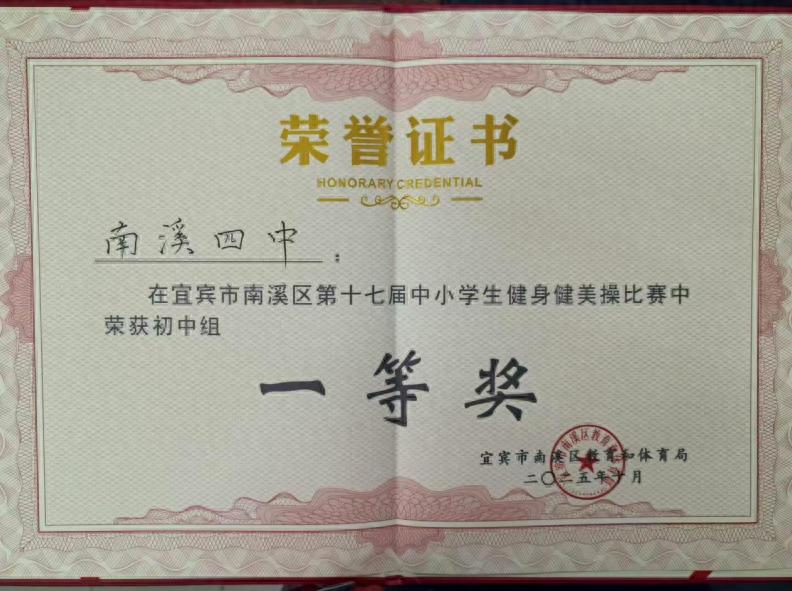 荣誉证书
HONORARY CREDENTIAL
南溪四中：
在宜宾市南溪区第十七届中小学生健身健美操比赛中
荣获初中组
一等奖
宜宾市南溪区教育和体育局
二〇二五年十月